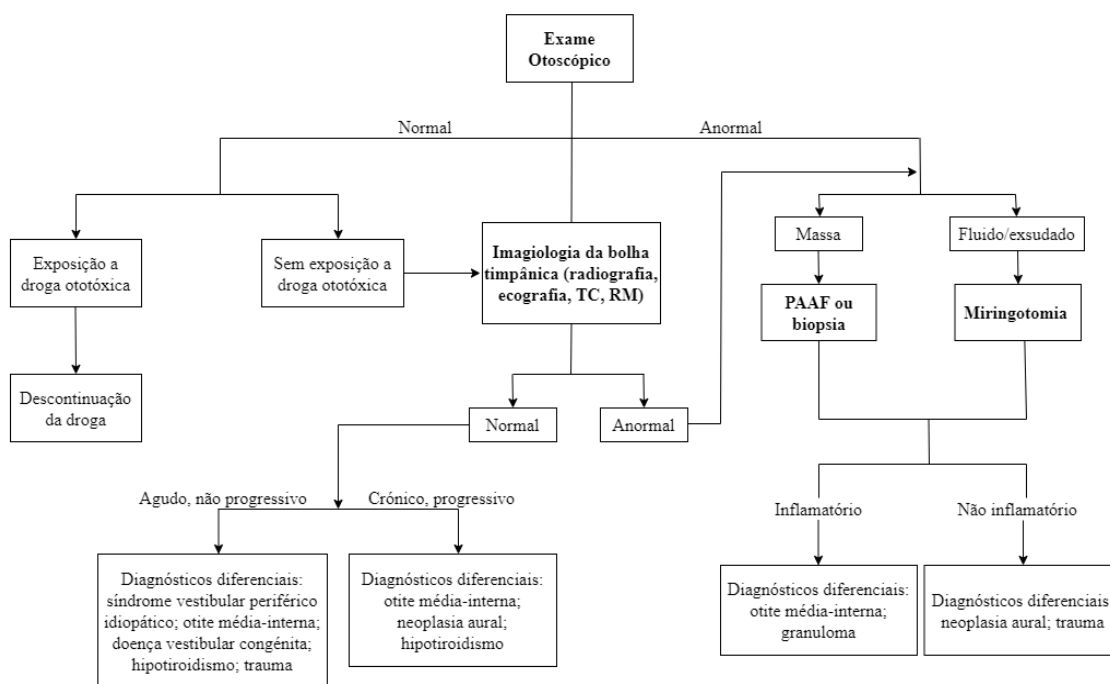 Exame
Otoscópico
Normal
Anormal
Exposição a
droga ototóxica
Sem exposição a
droga ototóxica
Imagiologia da bolha
timpânica (radiografia,
ecografia, TC, RM)
Massa
Fluido/exsudado
PAAF ou
biopsia
Miringotomia
Descontinuação
da droga
Normal
Anormal
Agudo, não progressivo
Crónico, progressivo
Inflamatório
Não inflamatório
Diagnósticos diferenciais:
síndrome vestibular periférico
idiopático; otite média-interna;
doença vestibular congénita;
hipotiroidismo; trauma
Diagnósticos diferenciais:
otite média-interna;
neoplasia aural;
hipotiroidismo
Diagnósticos diferenciais:
otite média-interna;
granuloma
Diagnósticos diferenciais:
neoplasia aural; trauma